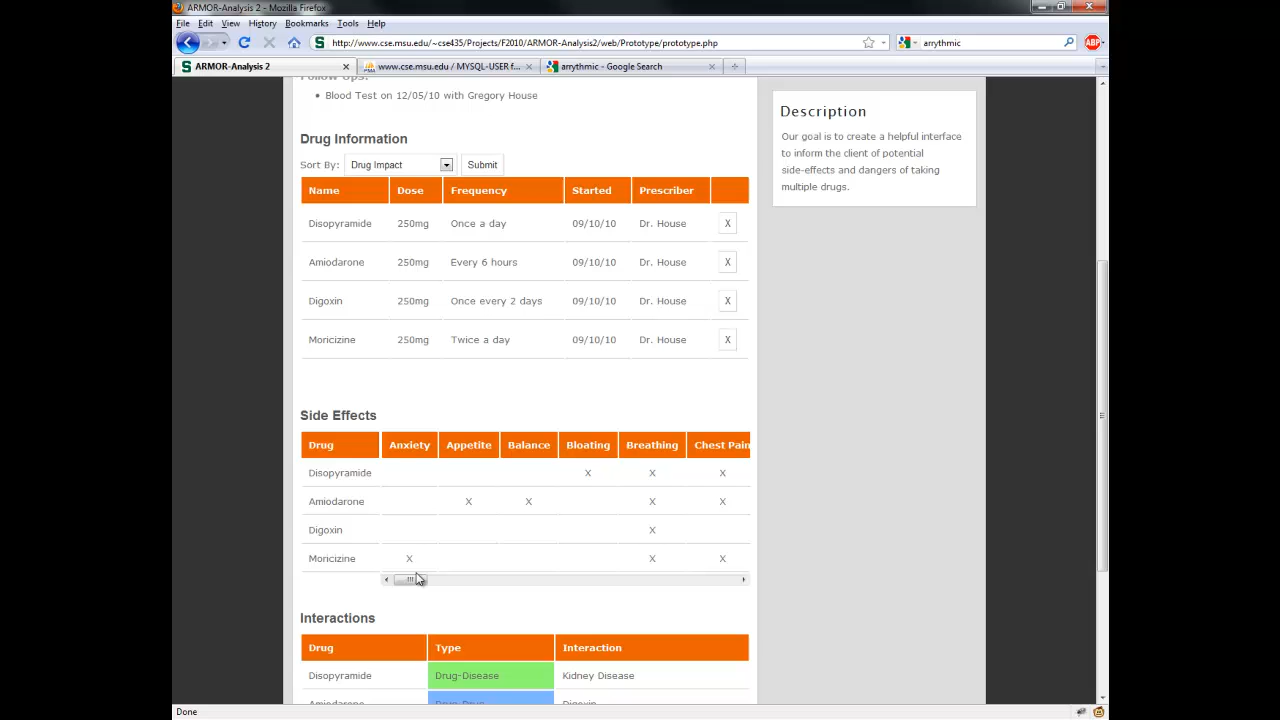 ARMOR-Analysis 2 - Mozilla Firefox
File Edit View History Bookmarks Tools Help
http://www.cse.msu.edu/~cse435/Projects/F2010/ARMOR-Analysis2/web/Prototype/prototype.php arrythmic ABP
ARMOR-Analysis 2 www.cse.msu.edu / MYSQL-USER f... arrythmic - Google Search
Follow Ups:
• Blood Test on 12/05/10 with Gregory House
Drug Information
Sort By: Drug Impact Submit
Name Dose Frequency Started Prescriber
Disopyramide 250mg Once a day 09/10/10 Dr. House X
Amiodarone 250mg Every 6 hours 09/10/10 Dr. House X
Digoxin 250mg Once every 2 days 09/10/10 Dr. House X
Moricizine 250mg Twice a day 09/10/10 Dr. House X
Side Effects
Drug Anxiety Appetite Balance Bloating Breathing Chest Pain
Disopyramide X X X
Amiodarone X X X X
Digoxin X
Moricizine X X X
Interactions
Drug Type Interaction
Disopyramide Drug-Disease Kidney Disease
Amiodarone Drug-Drug Digoxin
Description
Our goal is to create a helpful interface
to inform the client of potential
side-effects and dangers of taking
multiple drugs.
Done